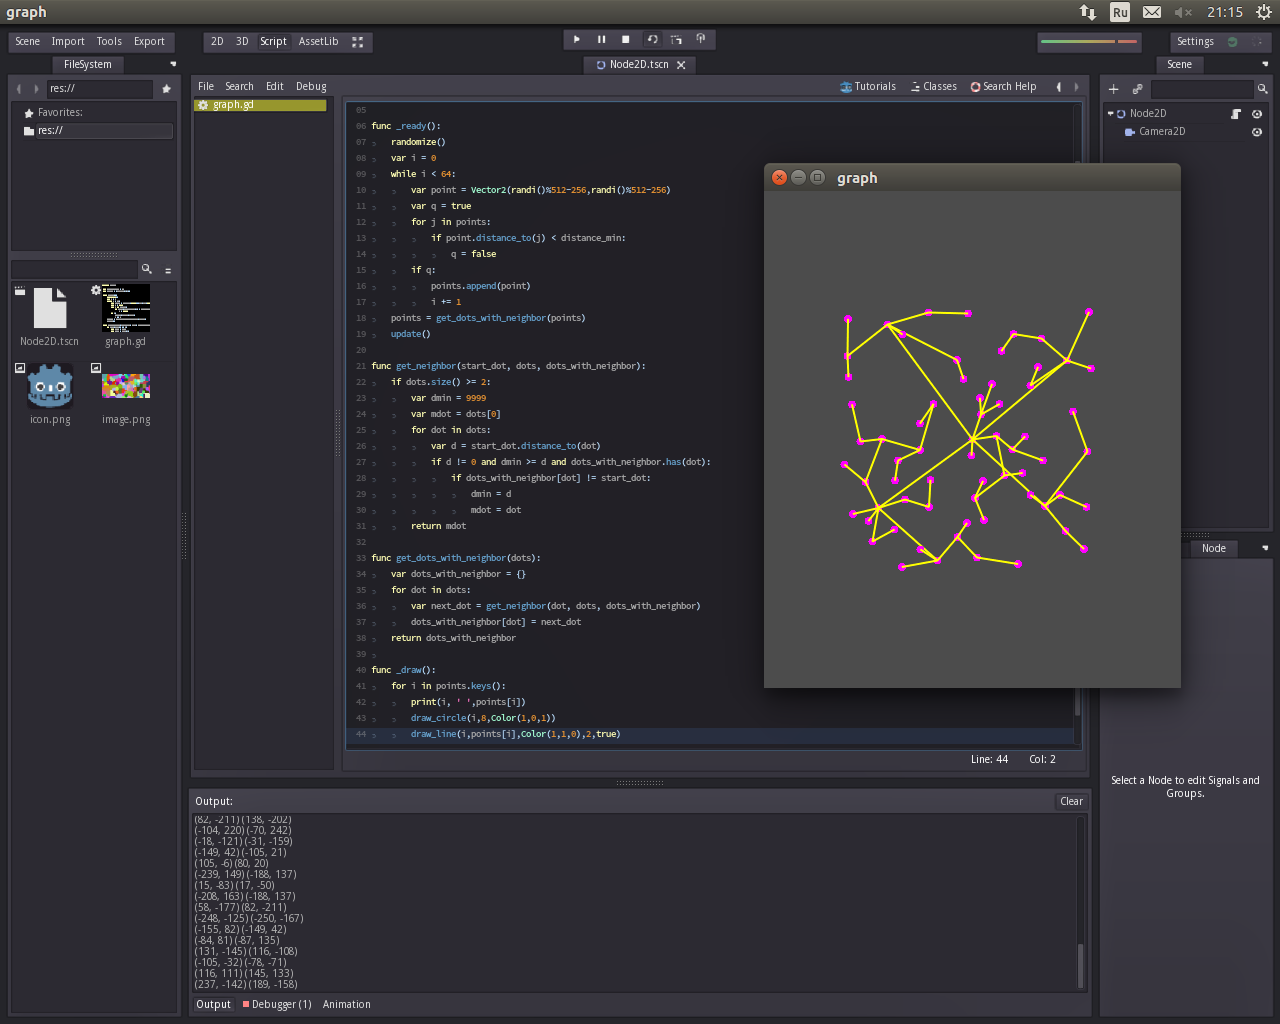 graph
Ru
21:15
Scene Import Tools Export
2D 3D Script AssetLib
Settings
FileSystem
Node2D.tscn
Scene
res://
Favorites:
res://
Node2D.tscn
graph.gd
icon.png
image.png
File Search Edit Debug
Tutorials Classes Search Help
graph.gd
05
06 func _ready():
07 randomize()
08 var i = 0
09 while i < 64:
10 var point = Vector2(randi()%512-256,randi()%512-256)
11 var q = true
12 for j in points:
13 if point.distance_to(j) < distance_min:
14 q = false
15 if q:
16 points.append(point)
17 i += 1
18 points = get_dots_with_neighbor(points)
19 update()
20
21 func get_neighbor(start_dot, dots, dots_with_neighbor):
22 if dots.size() >= 2:
23 var dmin = 9999
24 var mdot = dots[0]
25 for dot in dots:
26 var d = start_dot.distance_to(dot)
27 if d != 0 and dmin >= d and dots_with_neighbor.has(dot):
28 if dots_with_neighbor[dot] != start_dot:
29 dmin = d
30 mdot = dot
31 return mdot
32
33 func get_dots_with_neighbor(dots):
34 var dots_with_neighbor = {}
35 for dot in dots:
36 var next_dot = get_neighbor(dot, dots, dots_with_neighbor)
37 dots_with_neighbor[dot] = next_dot
38 return dots_with_neighbor
39
40 func _draw():
41 for i in points.keys():
42 print(i, ' ',points[i])
43 draw_circle(i,8,Color(1,0,1))
44 draw_line(i,points[i],Color(1,1,0),2,true)
Line: 44 Col: 2
graph
Node2D
Camera2D
Node
Select a Node to edit Signals and
Groups.
Output:
Clear
(82, -211) (138, -202)
(-104, 220) (-70, 242)
(-18, -121) (-31, -159)
(-149, 42) (-105, 21)
(105, -6) (80, 20)
(-239, 149) (-188, 137)
(15, -83) (17, -50)
(-208, 163) (-188, 137)
(58, -177) (82, -211)
(-248, -125) (-250, -167)
(-155, 82) (-149, 42)
(-84, 81) (-87, 135)
(131, -145) (116, -108)
(-105, -32) (-78, -71)
(116, 111) (145, 133)
(237, -142) (189, -158)
Output Debugger (1) Animation